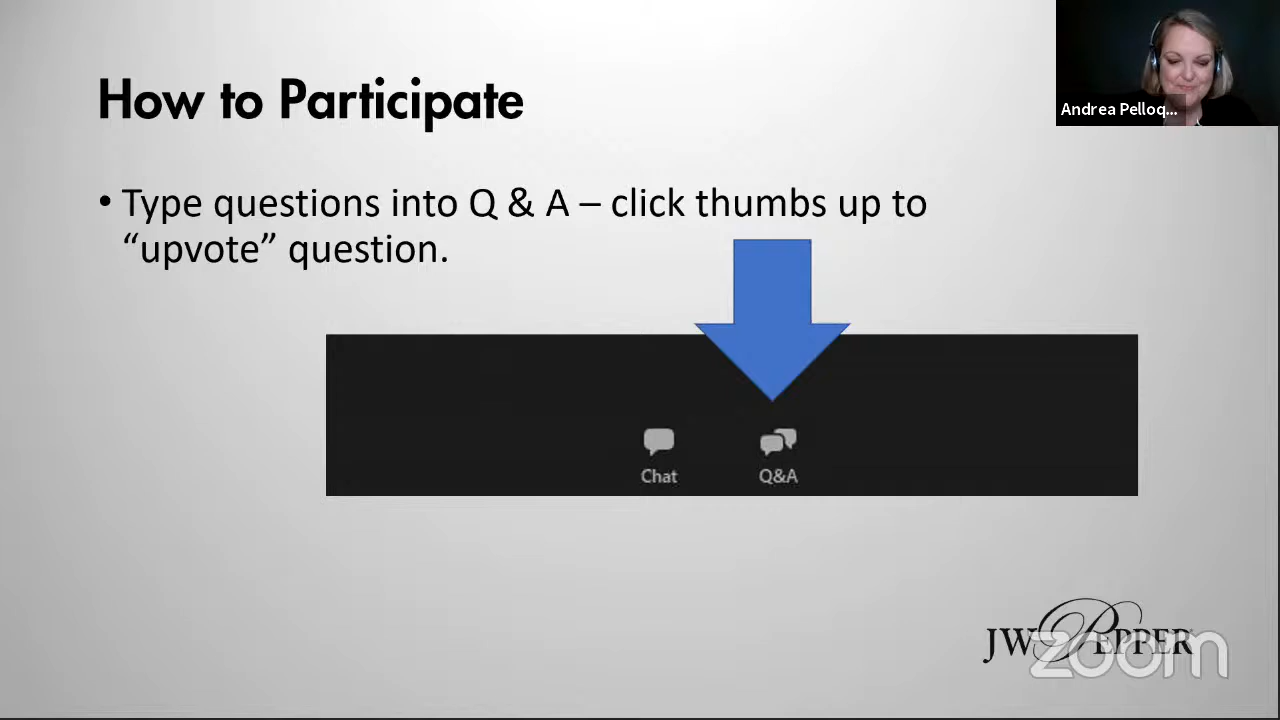 How to Participate
Andrea Pelloq...
• Type questions into Q & A – click thumbs up to
“upvote” question.
Chat
Q&A
JW PEPPER
zoom